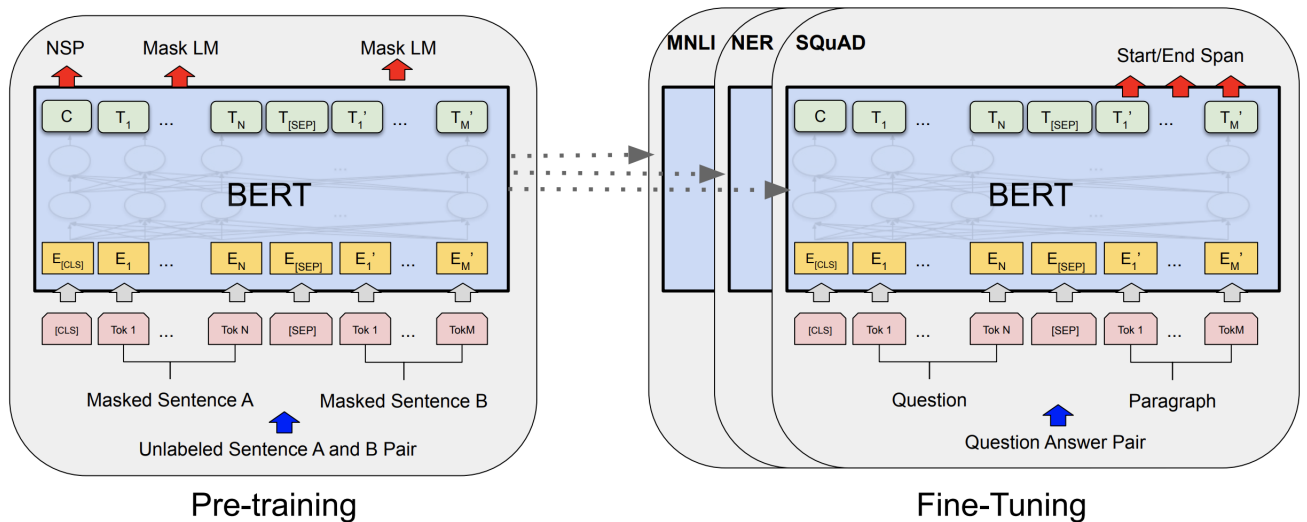 NSP Mask LM Mask LM
C T1 ... TN T[SEP] T1’ ... TM’
BERT
E[CLS] E1 ... EN E[SEP] E1’ ... EM’
[CLS] Tok 1 ... Tok N [SEP] Tok 1 ... TokM
Masked Sentence A Masked Sentence B
Unlabeled Sentence A and B Pair
Pre-training
MNLI NER SQuAD
Start/End Span
C T1 ... TN T[SEP] T1’ ... TM’
BERT
E[CLS] E1 ... EN E[SEP] E1’ ... EM’
[CLS] Tok 1 ... Tok N [SEP] Tok 1 ... TokM
Question Paragraph
Question Answer Pair
Fine-Tuning